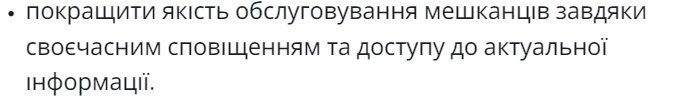 • покращити якість обслуговування мешканців завдяки
своєчасним сповіщенням та доступу до актуальної
інформації.